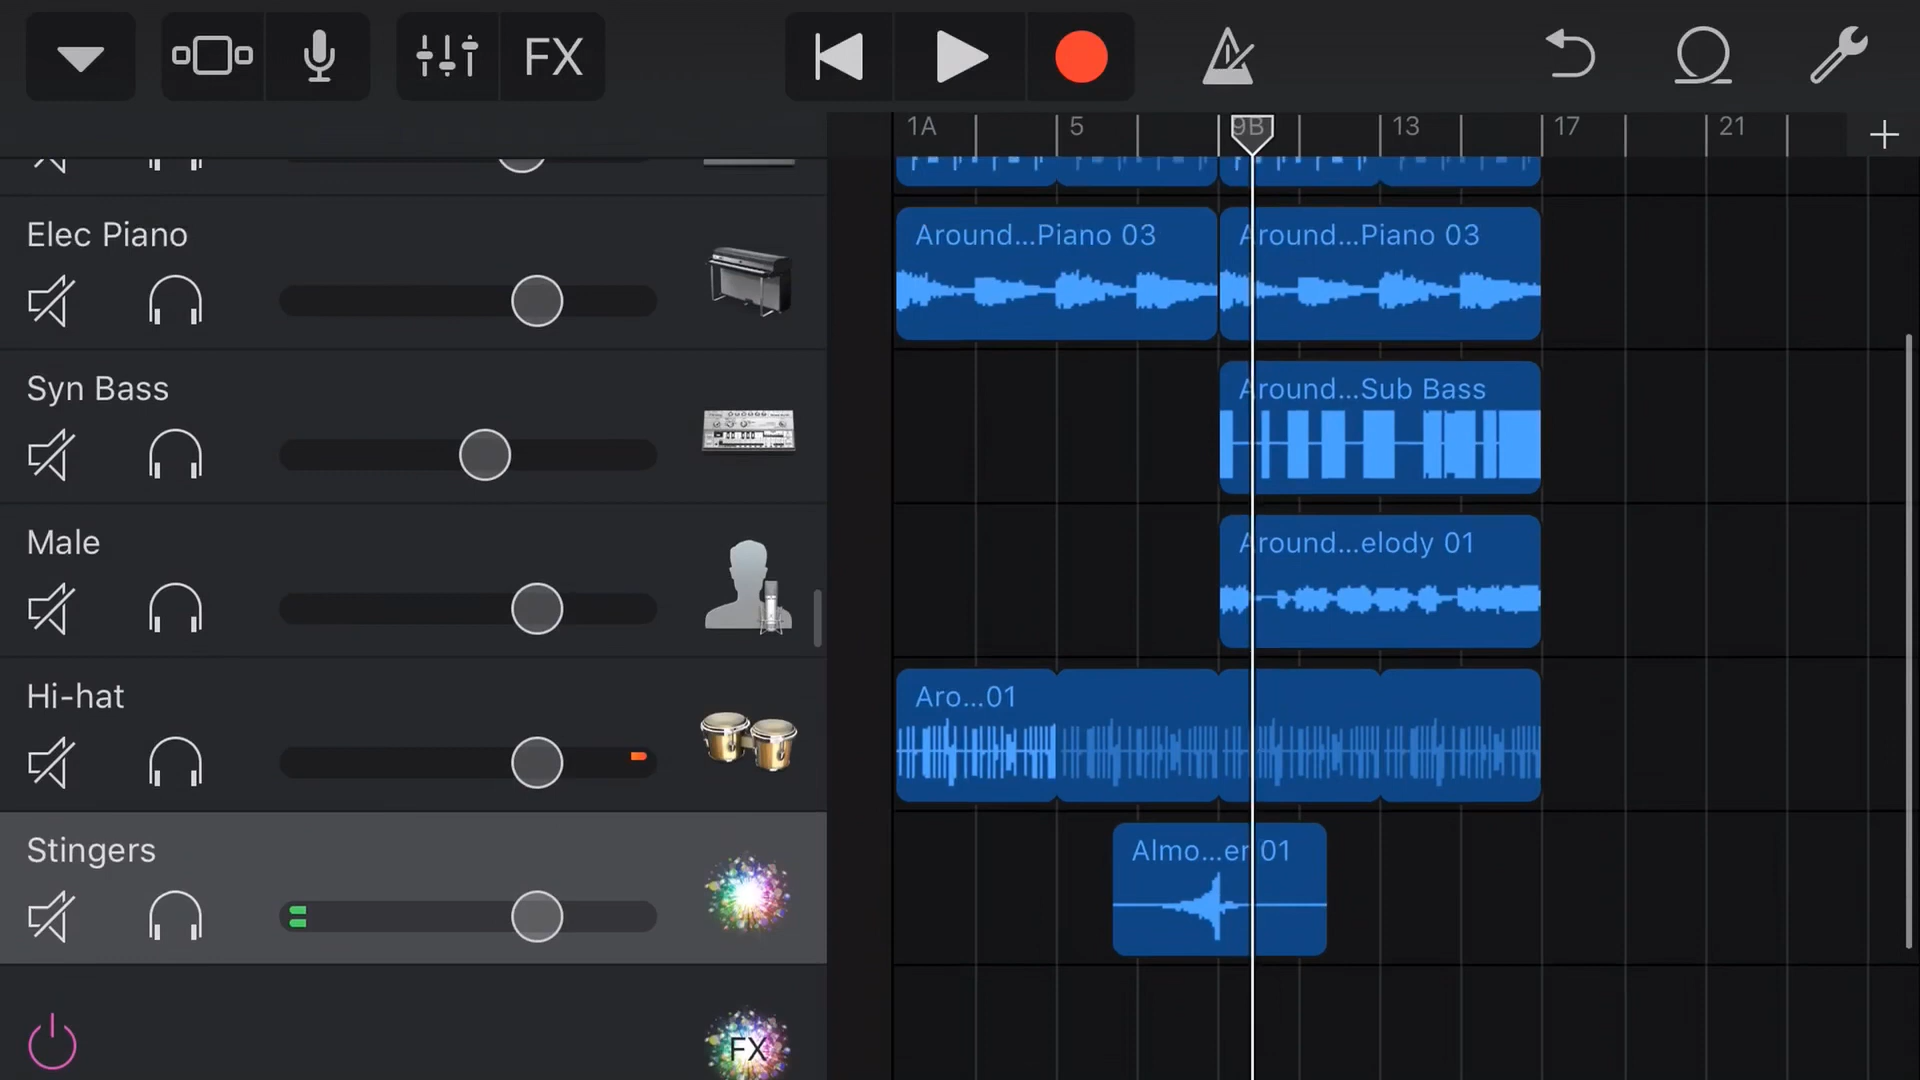 FX
1A 5 9B 13 17 21
Elec Piano
Around...Piano 03 Around...Piano 03
Syn Bass
Around...Sub Bass
Male
Around...elody 01
Hi-hat
Aro...01
Stingers
Almo...er 01
FX